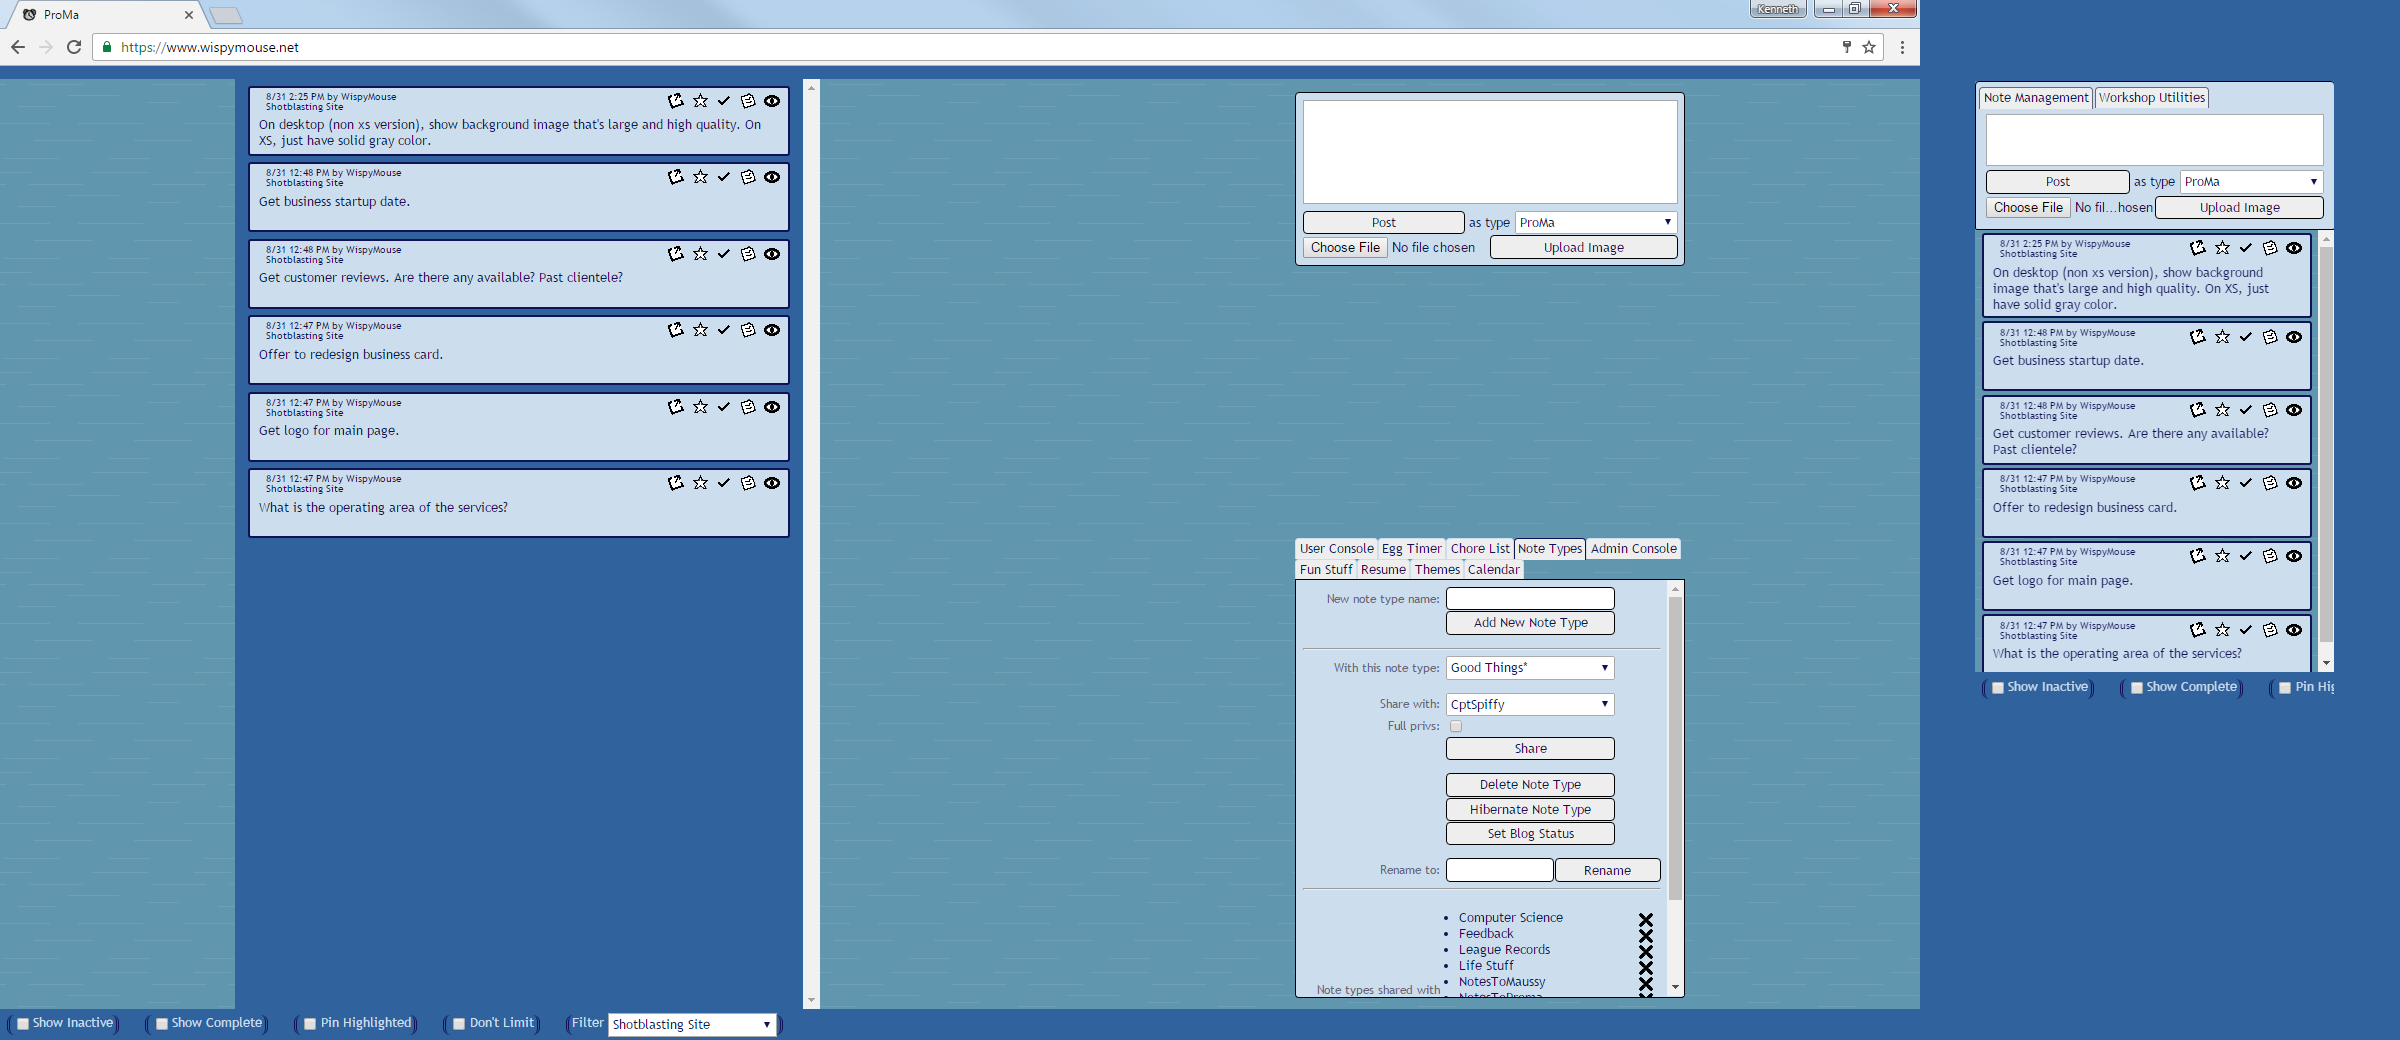 ProMa
Kenneth
https://www.wispymouse.net
8/31 2:25 PM by WispyMouse
Shotblasting Site
On desktop (non xs version), show background image that's large and high quality. On
XS, just have solid gray color.
8/31 12:48 PM by WispyMouse
Shotblasting Site
Get business startup date.
8/31 12:48 PM by WispyMouse
Shotblasting Site
Get customer reviews. Are there any available? Past clientele?
8/31 12:47 PM by WispyMouse
Shotblasting Site
Offer to redesign business card.
8/31 12:47 PM by WispyMouse
Shotblasting Site
Get logo for main page.
8/31 12:47 PM by WispyMouse
Shotblasting Site
What is the operating area of the services?
Show Inactive Show Complete Pin Highlighted Don't Limit Filter Shotblasting Site
Post as type ProMa
Choose File No file chosen Upload Image
User Console Egg Timer Chore List Note Types Admin Console
Fun Stuff Resume Themes Calendar
New note type name:
Add New Note Type
With this note type: Good Things*
Share with: CptSpiffy
Full privs:
Share
Delete Note Type
Hibernate Note Type
Set Blog Status
Rename to: Rename
Computer Science
Feedback
League Records
Life Stuff
NotesToMaussy
Note types shared with
NotesToProma
Note Management Workshop Utilities
Post as type ProMa
Choose File No fil...hosen Upload Image
8/31 2:25 PM by WispyMouse
Shotblasting Site
On desktop (non xs version), show background
image that's large and high quality. On XS, just
have solid gray color.
8/31 12:48 PM by WispyMouse
Shotblasting Site
Get business startup date.
8/31 12:48 PM by WispyMouse
Shotblasting Site
Get customer reviews. Are there any available?
Past clientele?
8/31 12:47 PM by WispyMouse
Shotblasting Site
Offer to redesign business card.
8/31 12:47 PM by WispyMouse
Shotblasting Site
Get logo for main page.
8/31 12:47 PM by WispyMouse
Shotblasting Site
What is the operating area of the services?
Show Inactive Show Complete Pin Hig